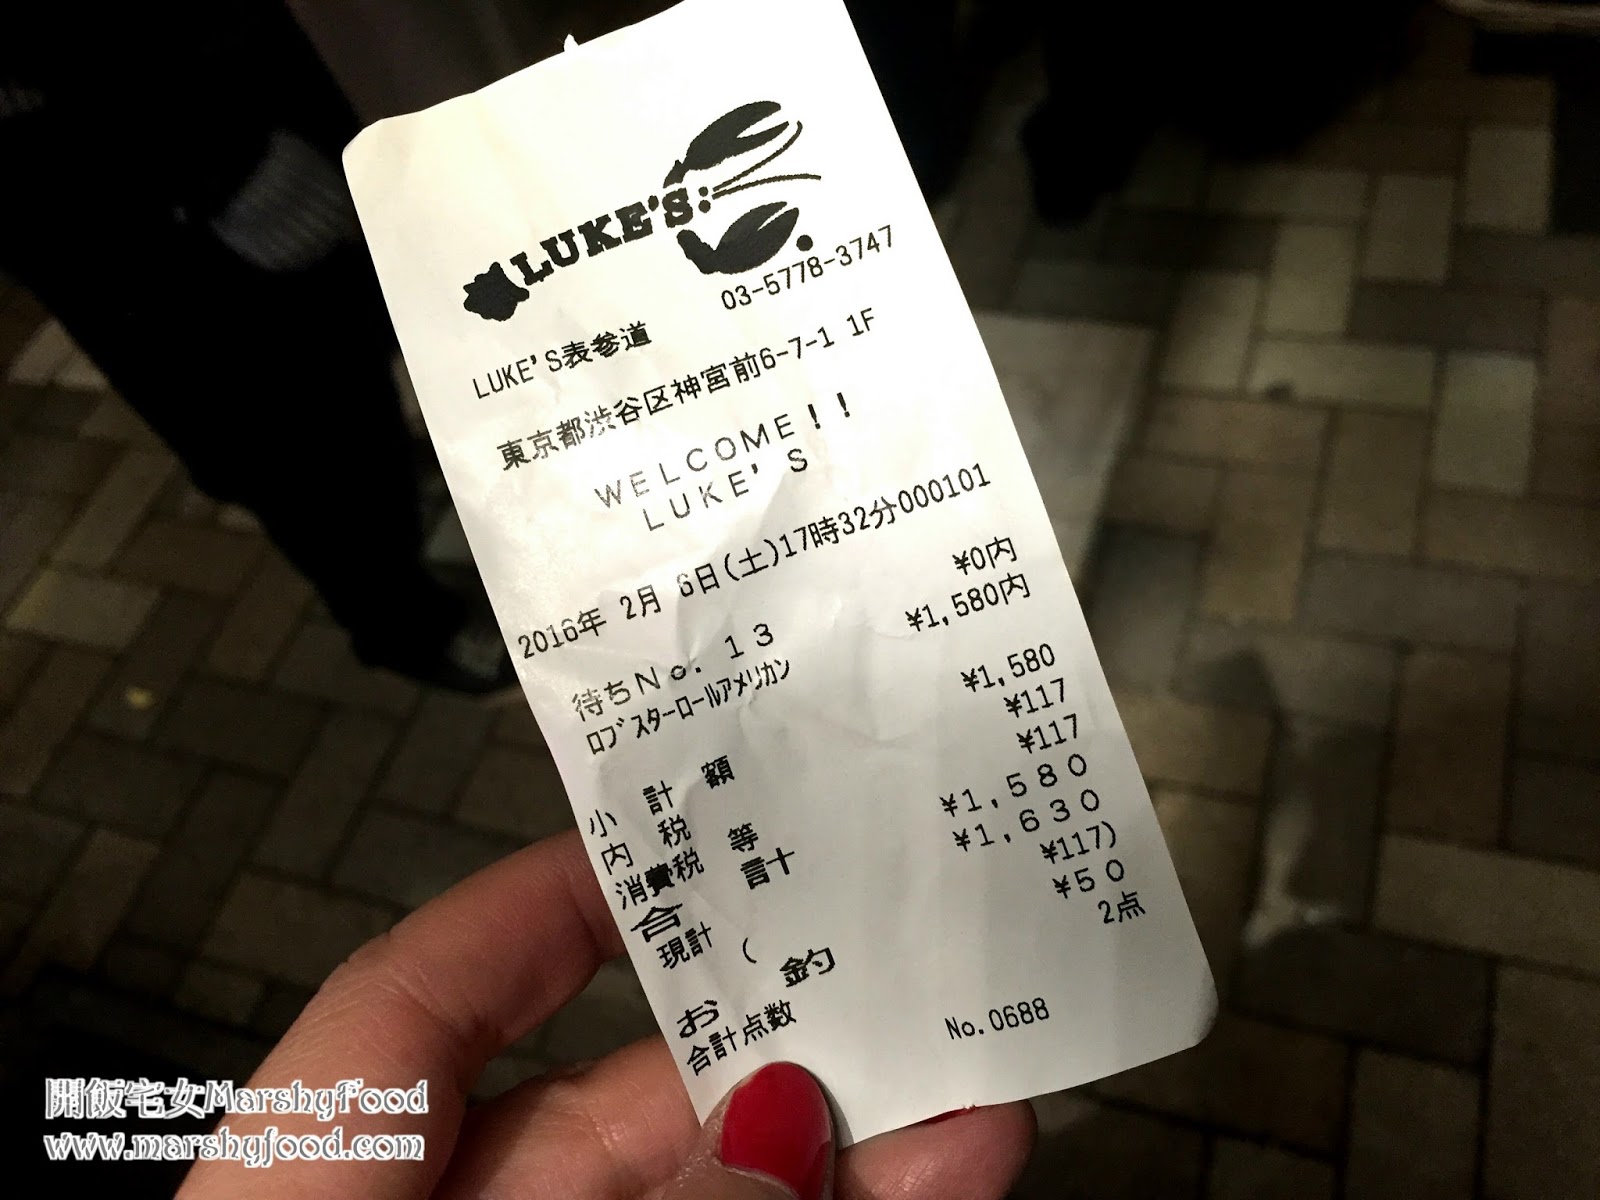 LUKE'S
03-5778-3747
LUKE'S表参道
東京都渋谷区神宮前6-7-1 1F
WELCOME!!
LUKE'S
2016年 2月 6日(土)17時32分000101
待ちNo.13 ¥0内
ロブスターロールアメリカン ¥1,580内
小計額 ¥1,580
内税 ¥117
消費税等 ¥117
合計 ¥1,580
現計 ¥1,630
( ¥117)
お釣 ¥50
合計点数 2点
No.0688
開飯宅女MarshyFood
www.marshyfood.com